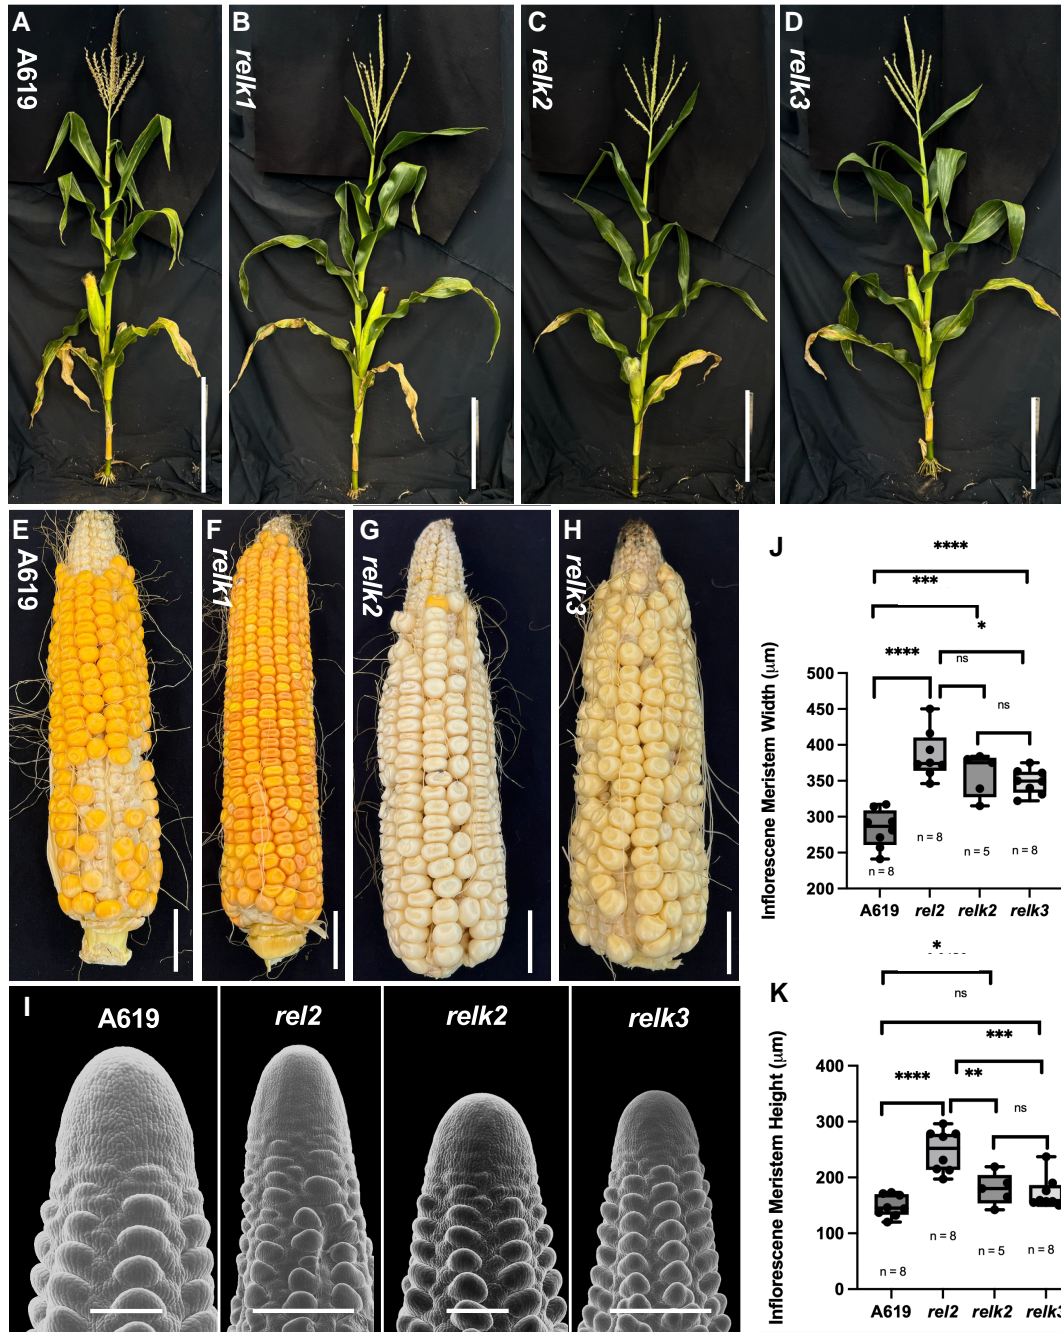 A
A619
B
relk1
C
relk2
D
relk3
E
A619
F
relk1
G
relk2
H
relk3
I
A619
rel2
relk2
relk3
J
****
***
*
****
ns
ns
Inflorescene Meristem Width (μm)
500
450
400
350
300
250
200
n = 8
n = 8
n = 5
n = 8
A619
rel2
relk2
relk3
K
*
ns
***
****
**
ns
Inflorescene Meristem Height (μm)
400
300
200
100
0
n = 8
n = 8
n = 5
n = 8
A619
rel2
relk2
relk3